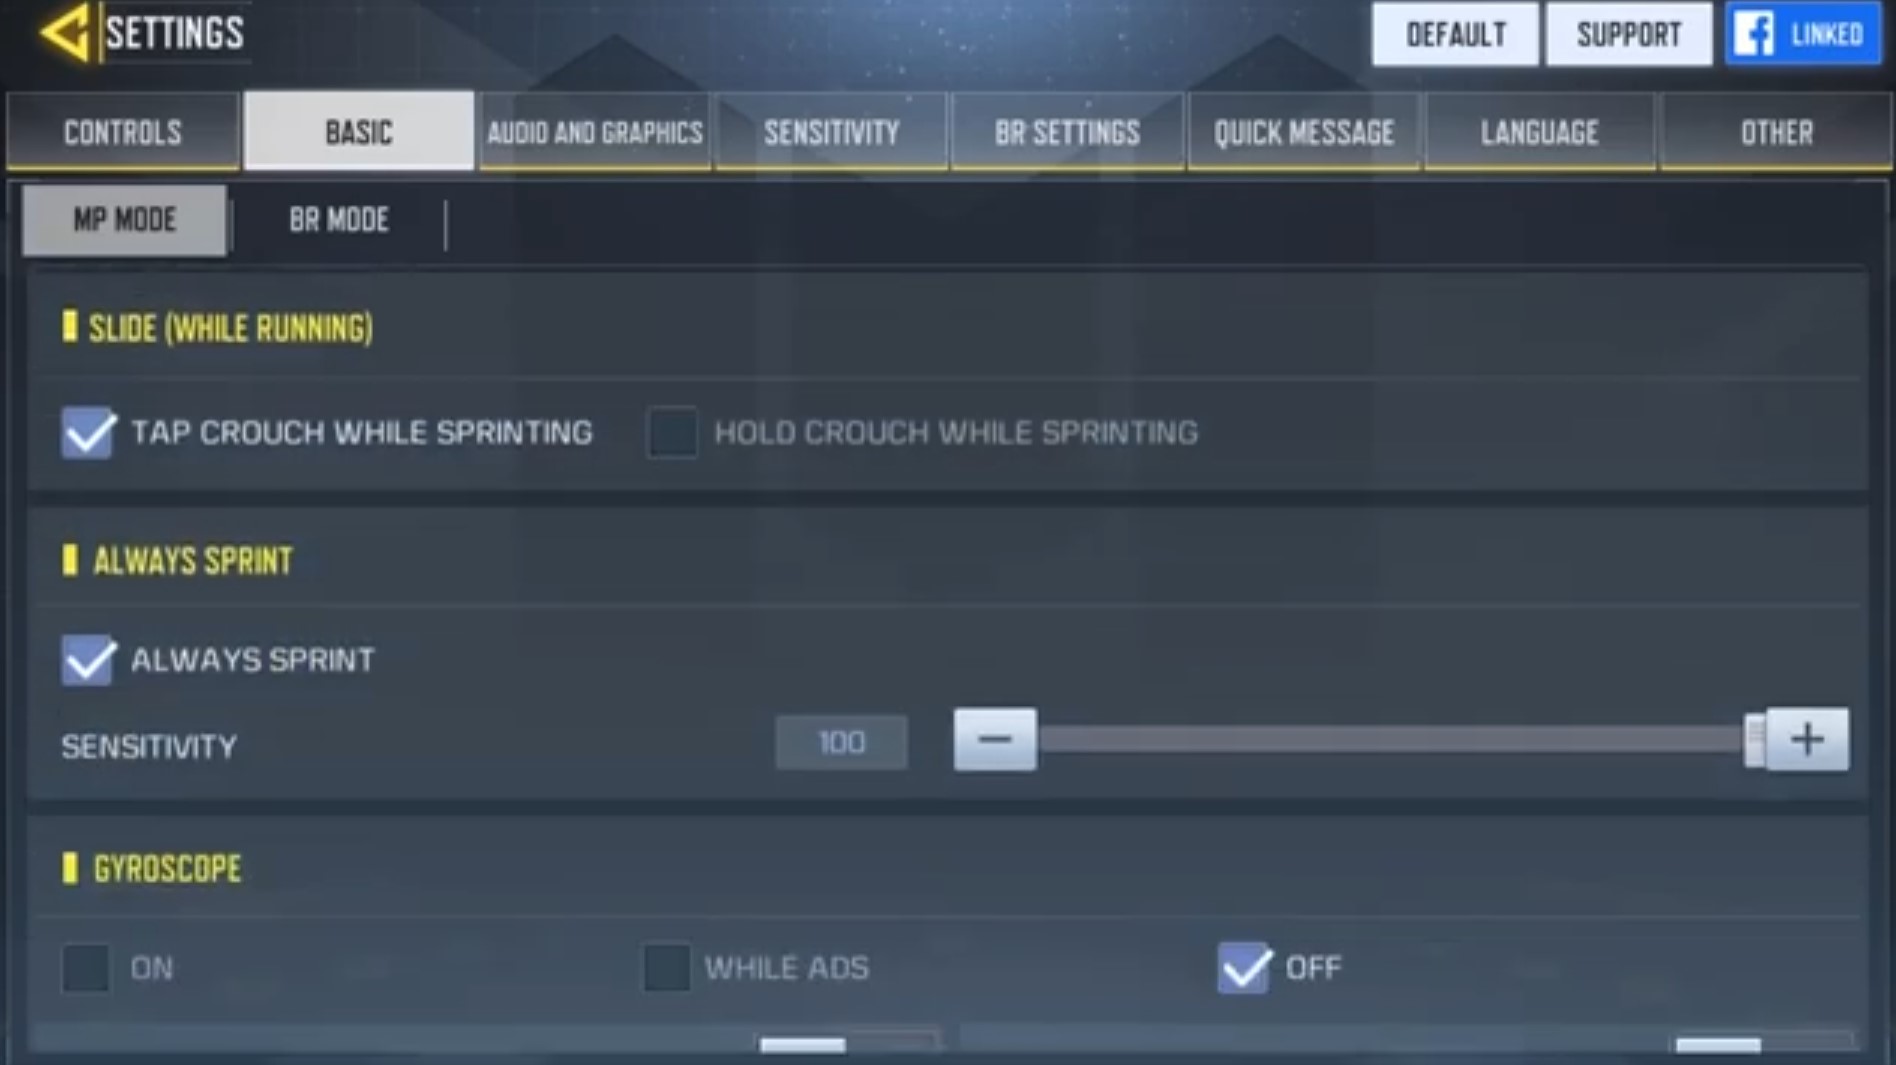 SETTINGS
DEFAULT
SUPPORT
LINKED
CONTROLS
BASIC
AUDIO AND GRAPHICS
SENSITIVITY
BR SETTINGS
QUICK MESSAGE
LANGUAGE
OTHER
MP MODE
BR MODE
SLIDE (WHILE RUNNING)
TAP CROUCH WHILE SPRINTING
HOLD CROUCH WHILE SPRINTING
ALWAYS SPRINT
ALWAYS SPRINT
SENSITIVITY
100
GYROSCOPE
ON
WHILE ADS
OFF